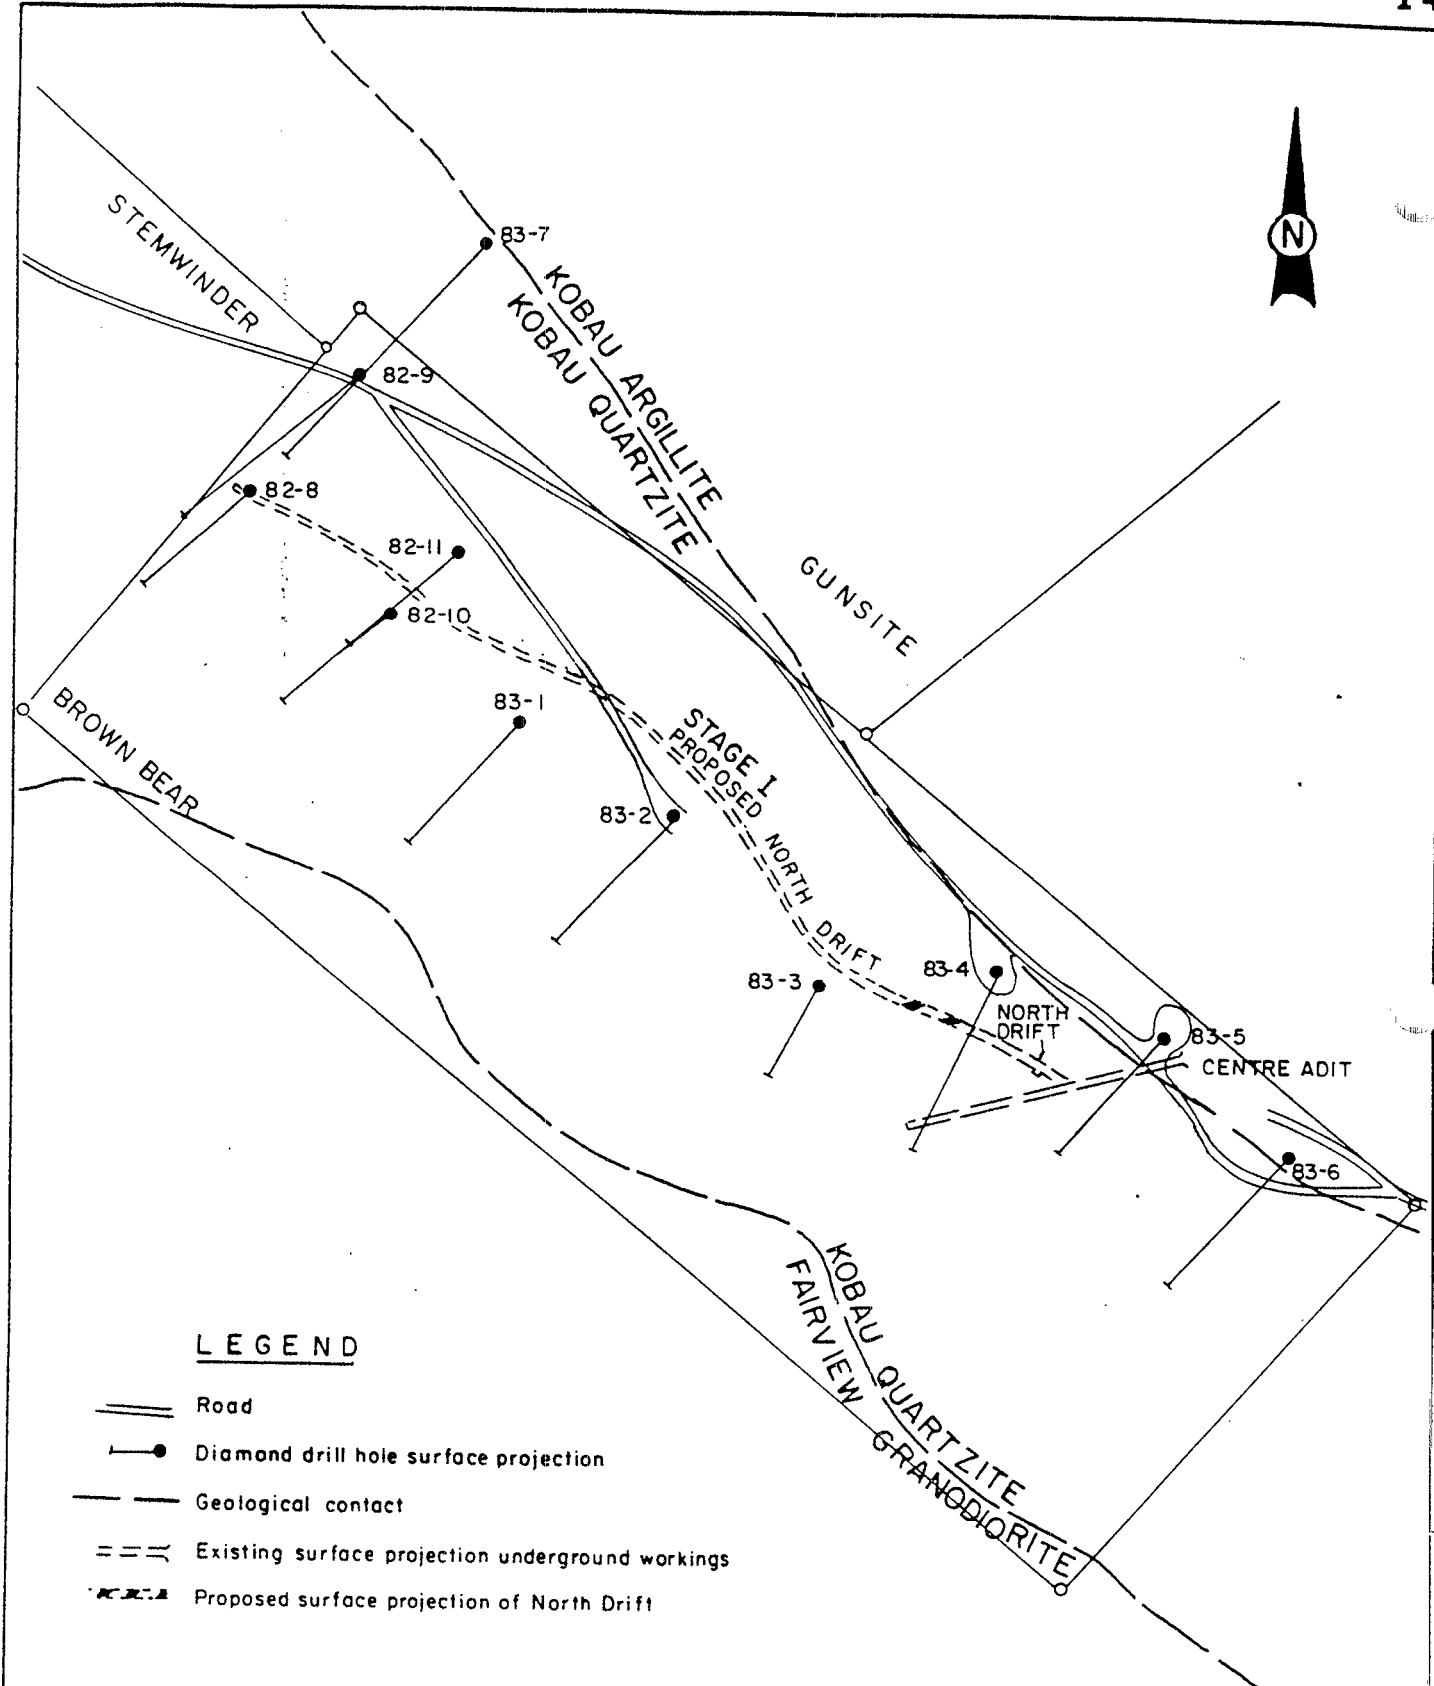 N
STEMWINDER
83-7
KOBAU ARGILLITE
KOBAU QUARTZITE
82-9
82-8
82-11
82-10
GUNSITE
83-1
BROWN BEAR
STAGE I
PROPOSED NORTH DRIFT
83-2
83-3
83-4
NORTH
DRIFT
83-5
CENTRE ADIT
83-6
KOBAU QUARTZITE
FAIRVIEW GRANODIORITE
LEGEND
Road
Diamond drill hole surface projection
Geological contact
Existing surface projection underground workings
Proposed surface projection of North Drift